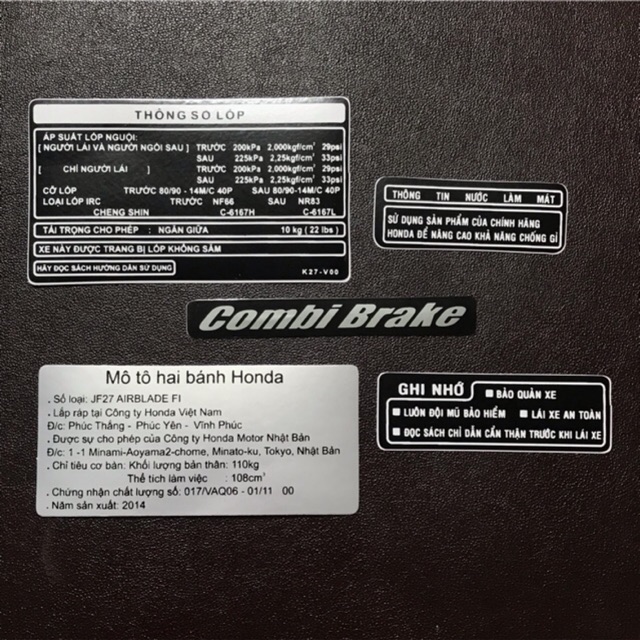 THÔNG SỐ LỐP
ÁP SUẤT LỐP NGUỘI:
[ NGƯỜI LÁI VÀ NGƯỜI NGỒI SAU ] TRƯỚC 200kPa 2,000kgf/cm² 29psi
SAU 225kPa 2,25kgf/cm² 33psi
[ CHỈ NGƯỜI LÁI ] TRƯỚC 200kPa 2,000kgf/cm² 29psi
SAU 225kPa 2,25kgf/cm² 33psi
CỠ LỐP TRƯỚC 80/90 - 14M/C 40P SAU 80/90-14M/C 40P
LOẠI LỐP IRC TRƯỚC NF66 SAU NR83
CHENG SHIN C-6167H C-6167L
TẢI TRỌNG CHO PHÉP : NGĂN GIỮA 10 kg ( 22 lbs )
XE NÀY ĐƯỢC TRANG BỊ LỐP KHÔNG SĂM
HÃY ĐỌC SÁCH HƯỚNG DẪN SỬ DỤNG K27-V00
THÔNG TIN NƯỚC LÀM MÁT
SỬ DỤNG SẢN PHẨM CỦA CHÍNH HÃNG
HONDA ĐỂ NÂNG CAO KHẢ NĂNG CHỐNG GỈ
Combi Brake
Mô tô hai bánh Honda
. Số loại: JF27 AIRBLADE FI
. Lắp ráp tại Công ty Honda Việt Nam
Đ/c: Phúc Thắng - Phúc Yên - Vĩnh Phúc
. Được sự cho phép của Công ty Honda Motor Nhật Bản
Đ/c: 1 -1 Minami-Aoyama2-chome, Minato-ku, Tokyo, Nhật Bản
. Chỉ tiêu cơ bản: Khối lượng bản thân: 110kg
Thể tích làm việc : 108cm³
. Chứng nhận chất lượng số: 017/VAQ06 - 01/11 00
. Năm sản xuất: 2014
GHI NHỚ ■ BẢO QUẢN XE
■ LUÔN ĐỘI MŨ BẢO HIỂM ■ LÁI XE AN TOÀN
■ ĐỌC SÁCH CHỈ DẪN CẨN THẬN TRƯỚC KHI LÁI XE